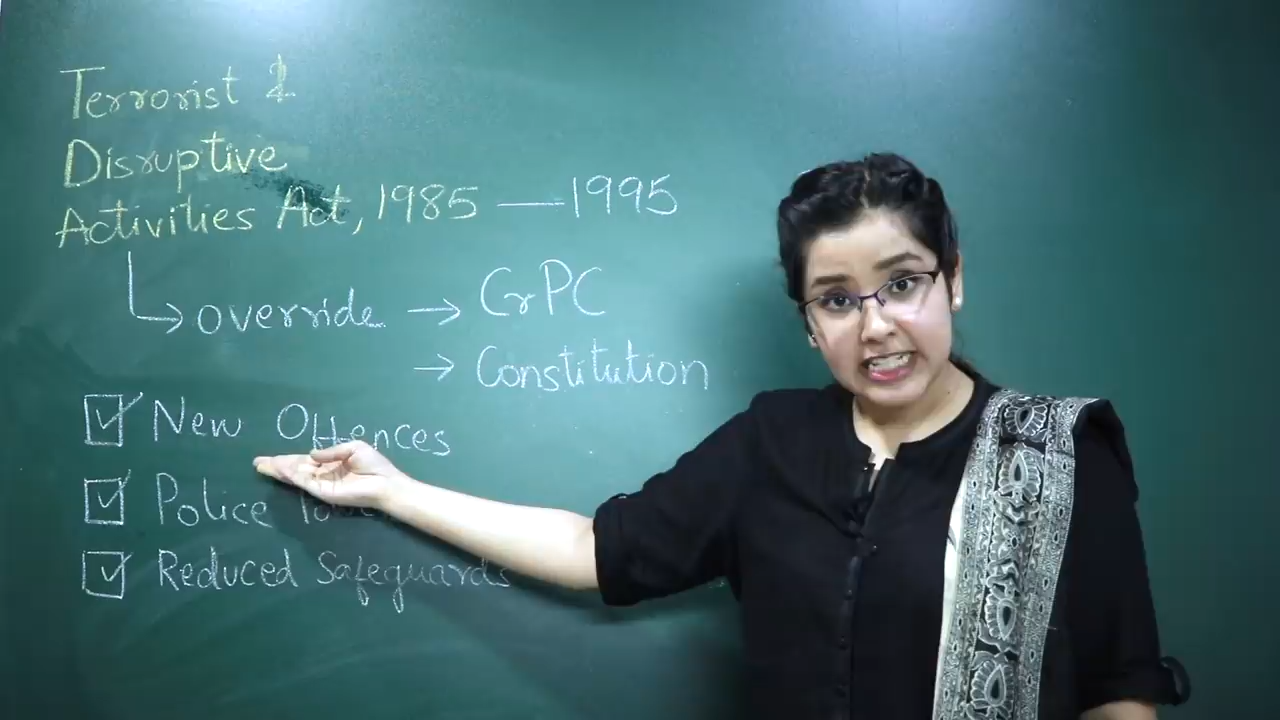 Terrorist &
Disruptive
Activities Act, 1985 — 1995
↳ override → CrPC
→ Constitution
☑ New Offences
☑ Police
☑ Reduced Safeguards